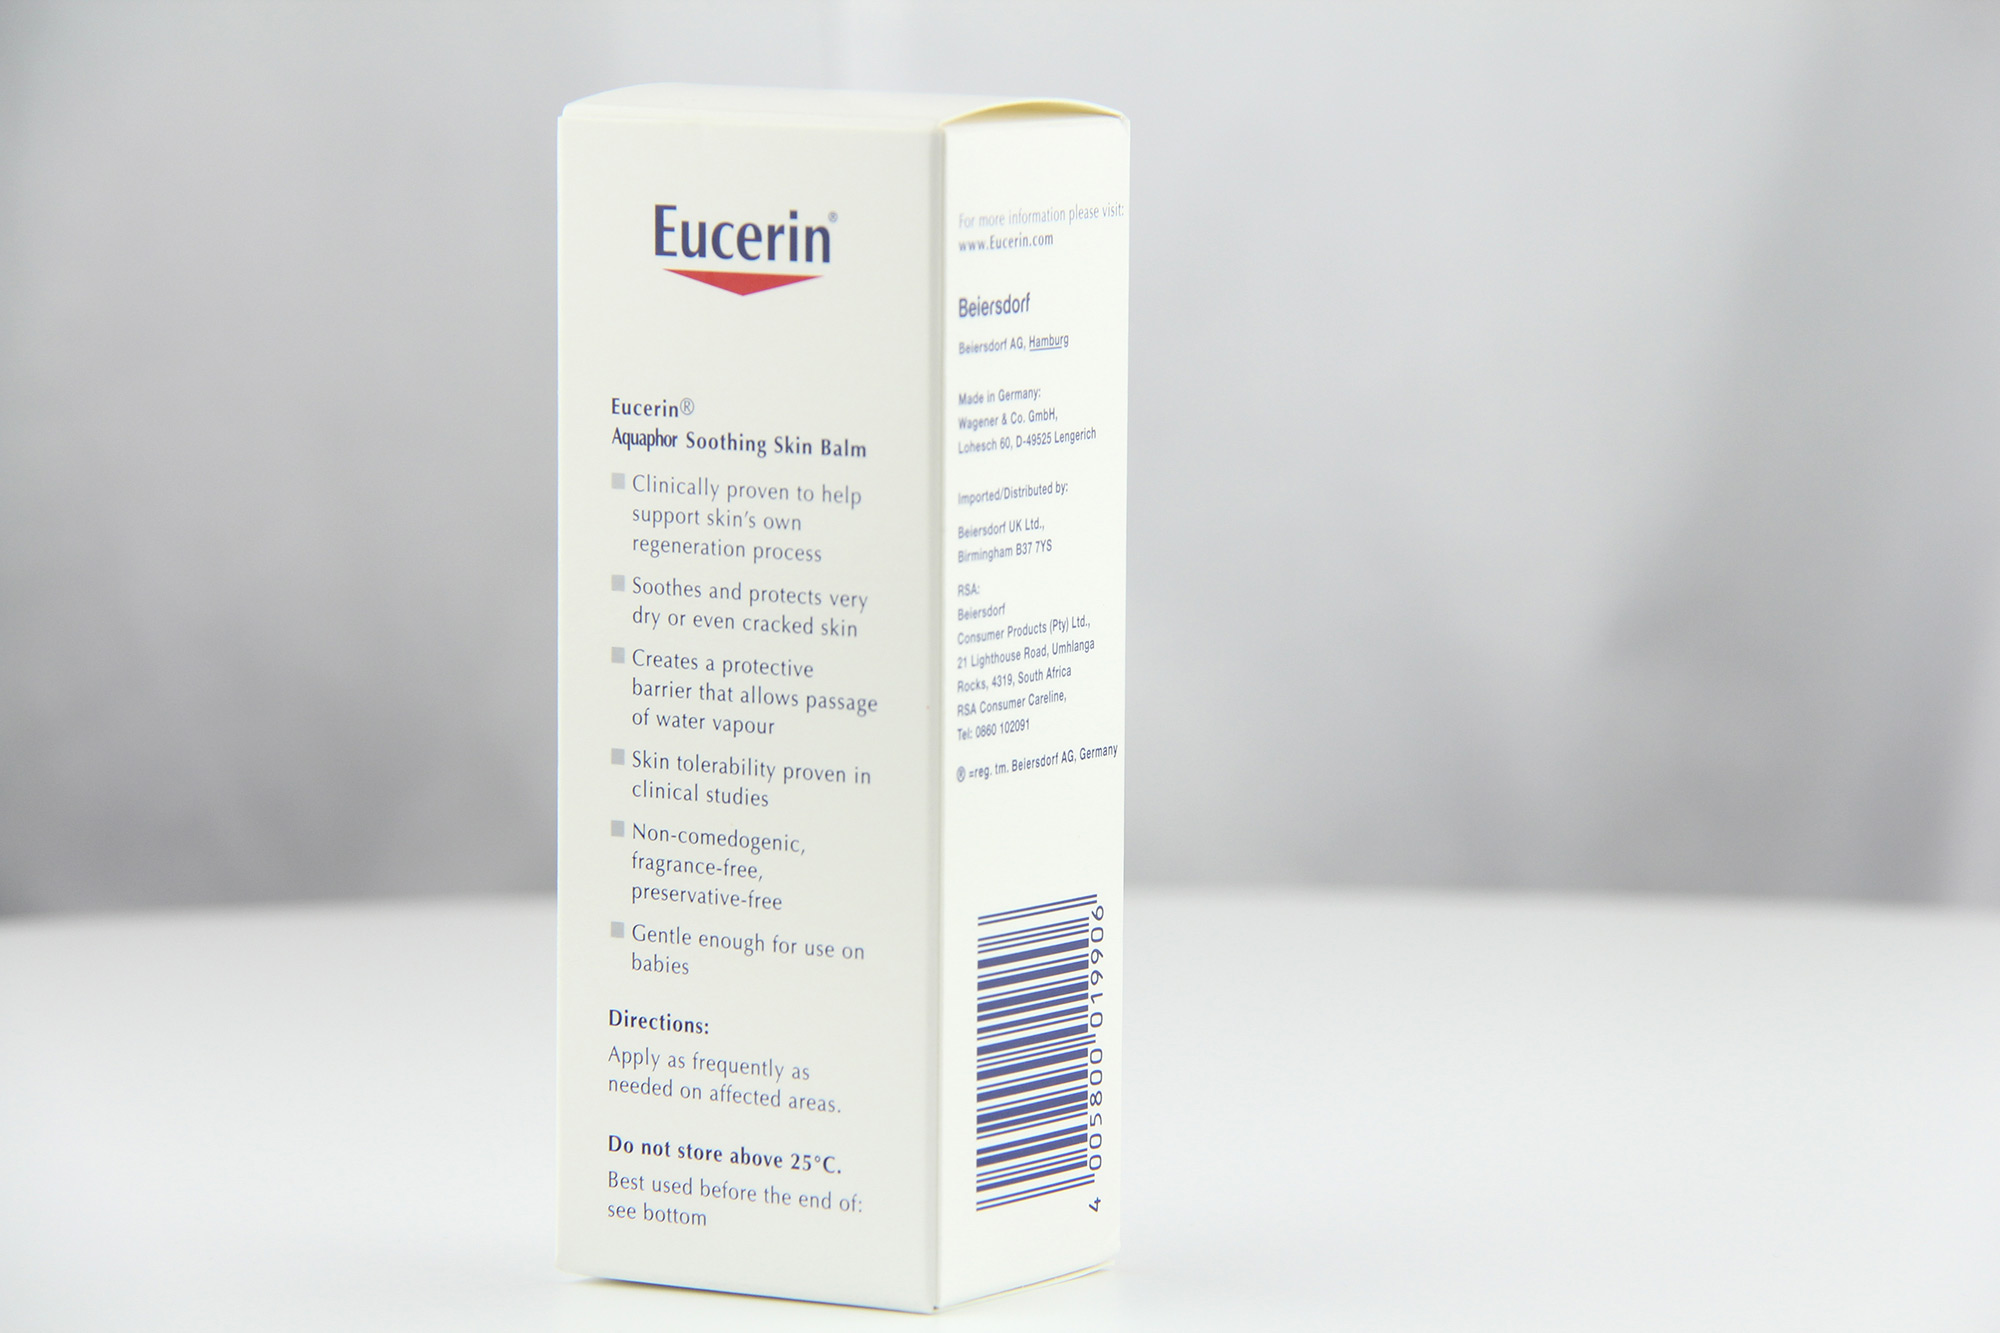 Eucerin®
Eucerin®
Aquaphor Soothing Skin Balm
Clinically proven to help
support skin's own
regeneration process
Soothes and protects very
dry or even cracked skin
Creates a protective
barrier that allows passage
of water vapour
Skin tolerability proven in
clinical studies
Non-comedogenic,
fragrance-free,
preservative-free
Gentle enough for use on
babies
Directions:
Apply as frequently as
needed on affected areas.
Do not store above 25°C.
Best used before the end of:
see bottom
For more information please visit:
www.Eucerin.com
Beiersdorf
Beiersdorf AG, Hamburg
Made in Germany:
Wagener & Co. GmbH,
Lohesch 60, D-49525 Lengerich
Imported/Distributed by:
Beiersdorf UK Ltd.,
Birmingham B37 7YS
RSA:
Beiersdorf
Consumer Products (Pty) Ltd.,
21 Lighthouse Road, Umhlanga
Rocks, 4319, South Africa
RSA Consumer Careline,
Tel: 0860 102091
® =reg. tm. Beiersdorf AG, Germany
4 005800 019906